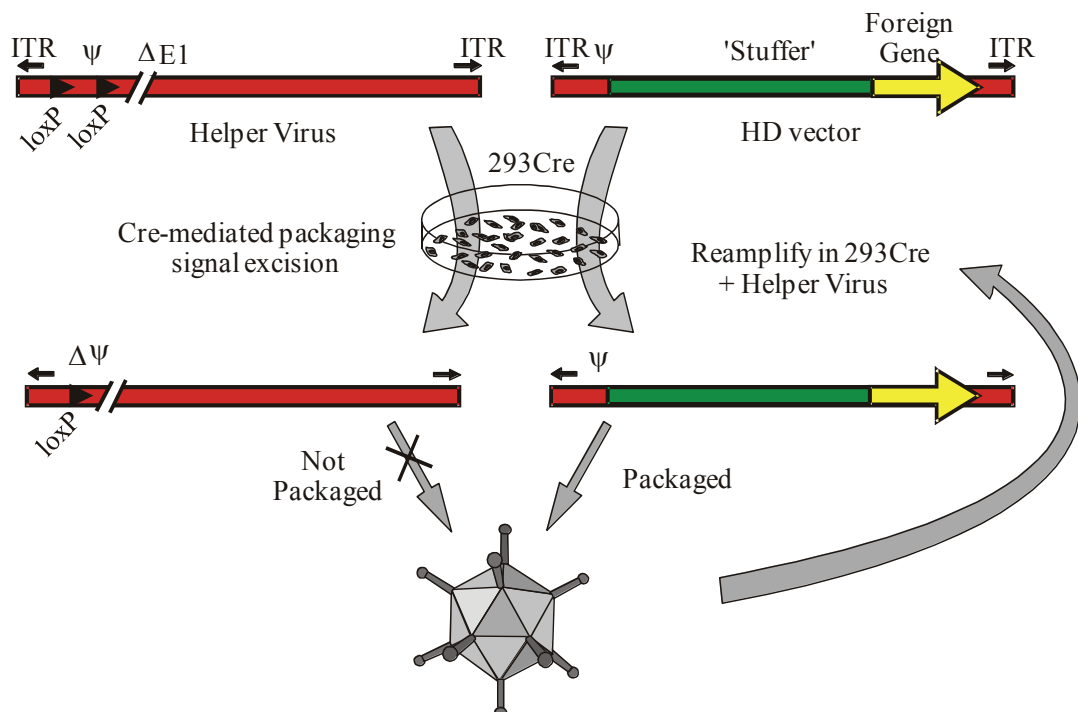 ITR ψ ΔE1 ITR
loxP loxP
Helper Virus
ITR ψ 'Stuffer' Foreign
Gene ITR
HD vector
293Cre
Cre-mediated packaging
signal excision
Reamplify in 293Cre
+ Helper Virus
Δψ
loxP
ψ
Not
Packaged
Packaged